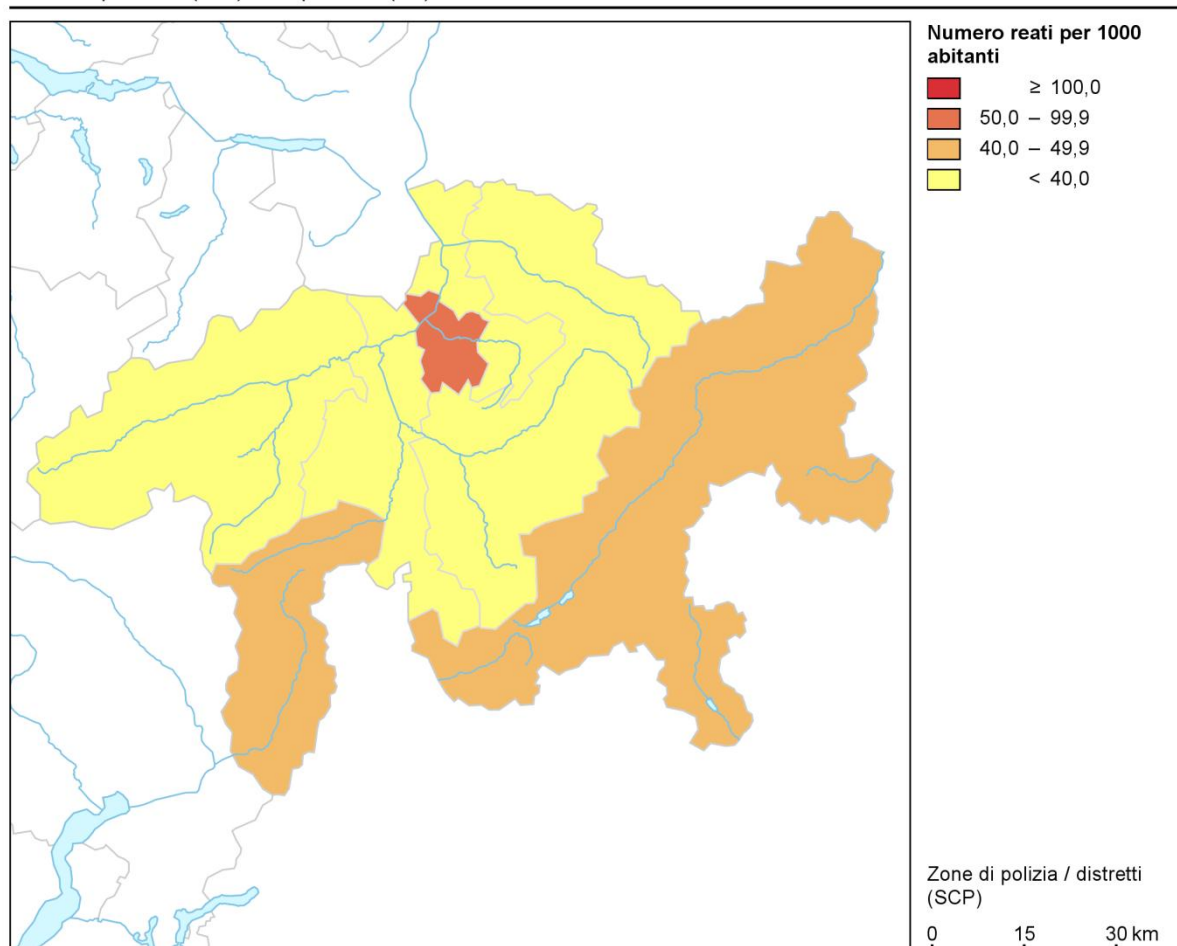 Numero reati per 1000
abitanti
≥ 100,0
50,0 – 99,9
40,0 – 49,9
< 40,0
Zone di polizia / distretti
(SCP)
0 15 30 km